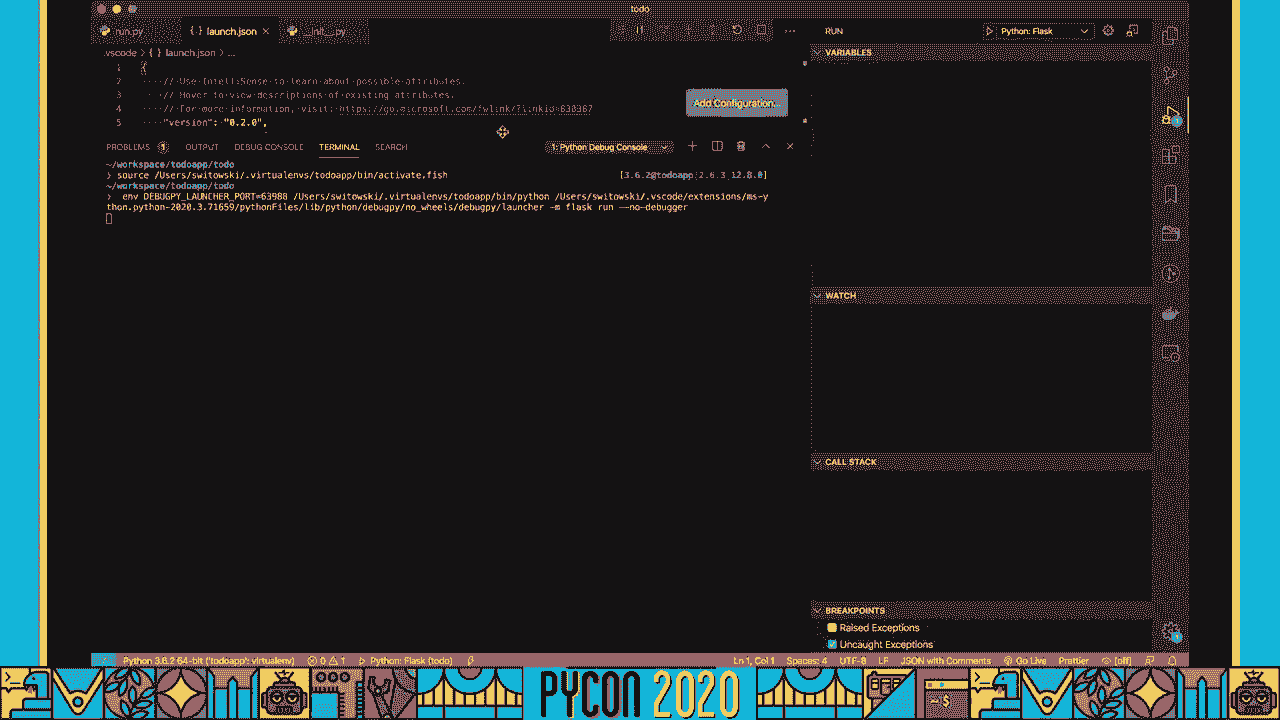 todo
run.py
{ } launch.json ×
__init__.py
RUN
Python: Flask
.vscode > { } launch.json > ...
VARIABLES
1 {
2 // Use IntelliSense to learn about possible attributes.
3 // Hover to view descriptions of existing attributes.
4 // For more information, visit: https://go.microsoft.com/fwlink/?linkid=830387
5 "version": "0.2.0",
Add Configuration...
PROBLEMS 1 OUTPUT DEBUG CONSOLE TERMINAL SEARCH
1: Python Debug Console
~/workspace/todoapp/todo
❯ source /Users/switowski/.virtualenvs/todoapp/bin/activate.fish [3.6.2@todoapp|2.6.3 12.8.0]
~/workspace/todoapp/todo
❯ env DEBUGPY_LAUNCHER_PORT=63988 /Users/switowski/.virtualenvs/todoapp/bin/python /Users/switowski/.vscode/extensions/ms-y
thon.python-2020.3.71659/pythonFiles/lib/python/debugpy/no_wheels/debugpy/launcher -m flask run --no-debugger
WATCH
CALL STACK
BREAKPOINTS
Raised Exceptions
Uncaught Exceptions
Python 3.6.2 64-bit ('todoapp': virtualenv) 0 1 Python: Flask (todo)
Ln 1, Col 1 Spaces: 4 UTF-8 LF JSON with Comments Go Live Prettier [off]
PYCON 2020